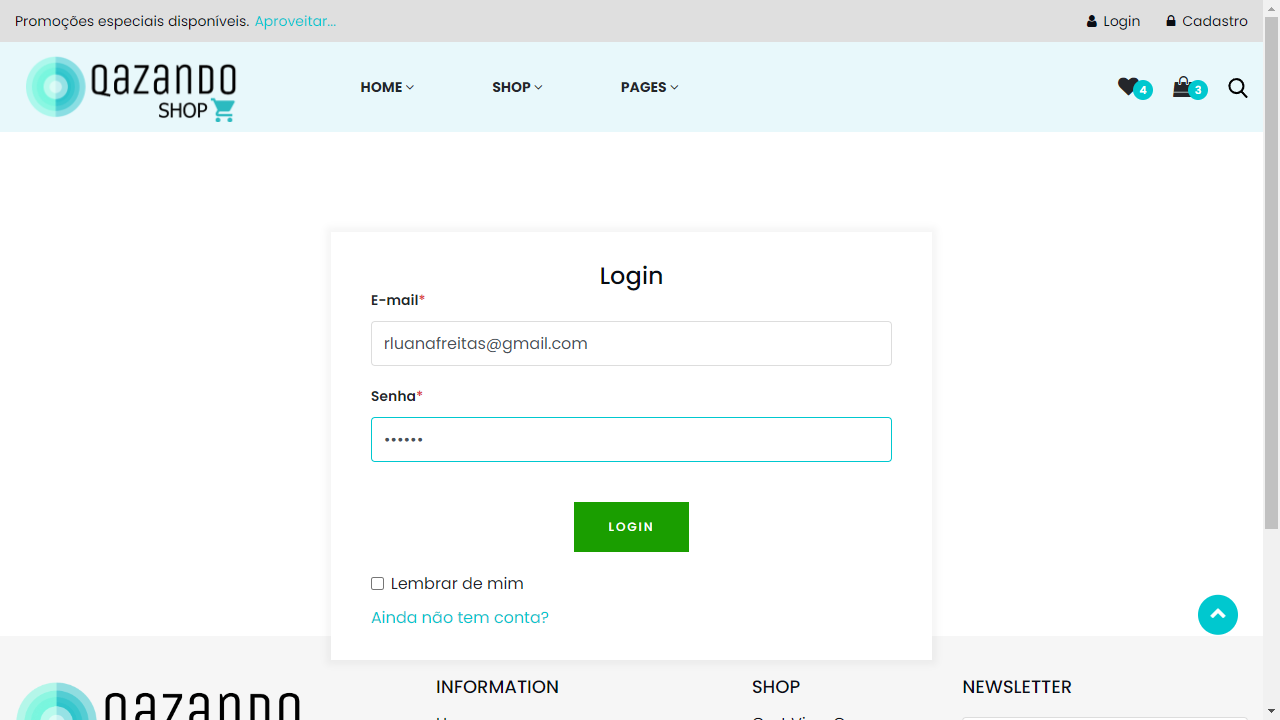 Promoções especiais disponíveis. Aproveitar...
Login
Cadastro
QAZANDO
SHOP
HOME
SHOP
PAGES
4
3
Login
E-mail*
rluanafreitas@gmail.com
Senha*
••••••
LOGIN
Lembrar de mim
Ainda não tem conta?
QAZANDO
INFORMATION
SHOP
NEWSLETTER